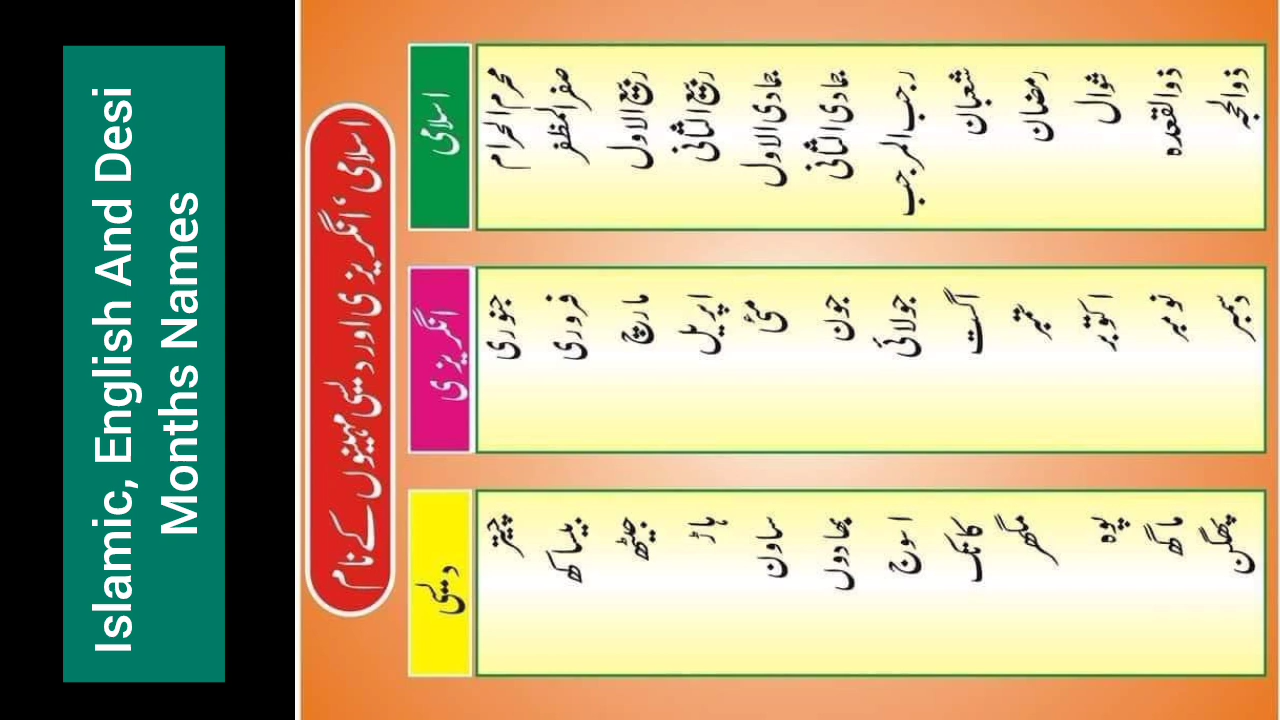 Islamic, English And Desi
Months Names
اسلامی‘ انگریزی اور دیسی مہینوں کے نام
اسلامی
محرم الحرام
صفر المظفر
ربیع الاول
ربیع الثانی
جمادی الاول
جمادی الثانی
رجب المرجب
شعبان
رمضان
شوال
ذوالقعدہ
ذوالحجہ
انگریزی
جنوری
فروری
مارچ
اپریل
مئی
جون
جولائی
اگست
ستمبر
اکتوبر
نومبر
دسمبر
دیسی
چیتر
بیساکھ
جیٹھ
ہاڑ
ساون
بھادوں
اسوج
کاتک
مگھر
پوہ
ماگھ
پھگن